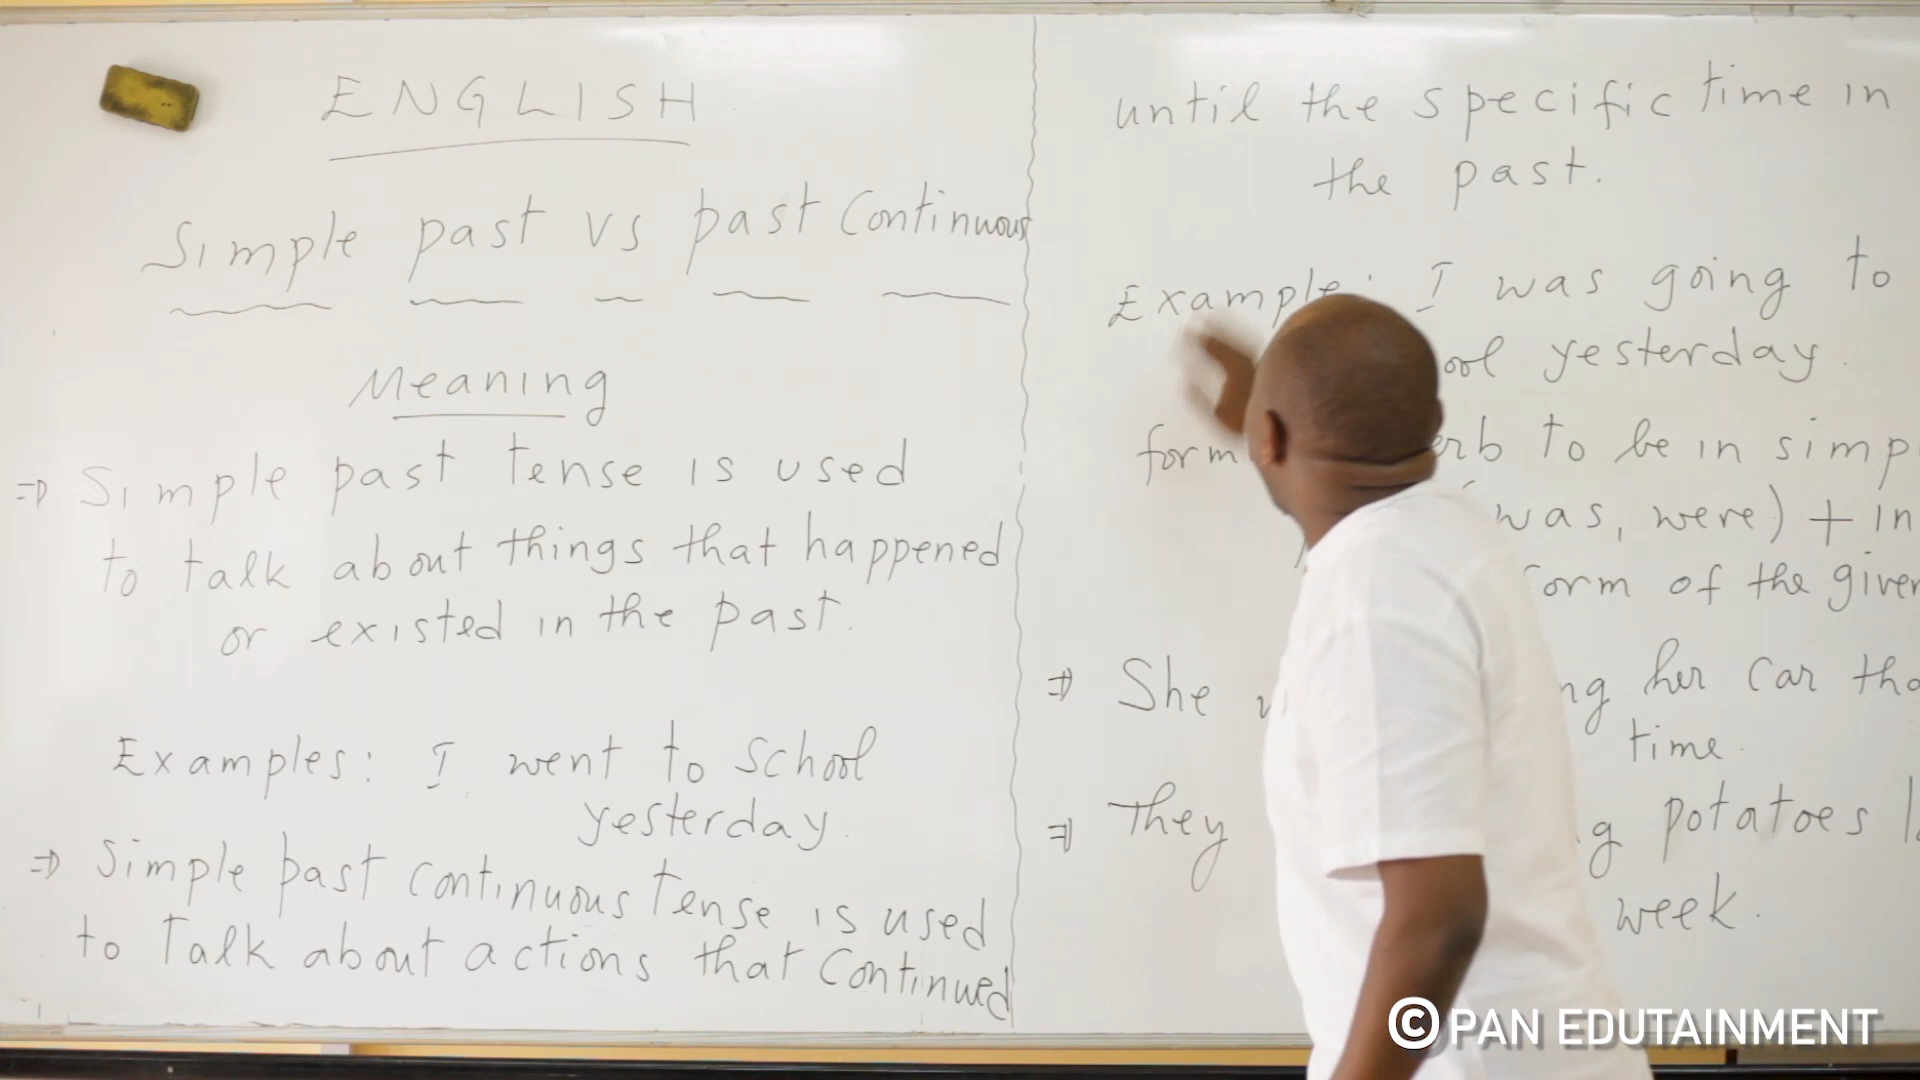 ENGLISH
Simple past vs past Continuous
Meaning
⇒ Simple past tense is used
to talk about things that happened
or existed in the past.
Examples: I went to school
yesterday.
⇒ Simple past continuous tense is used
to talk about actions that continued
until the specific time in
the past.
Example: I was going to
yesterday.
form to be in
was, were) + in
of the given
⇒ She her car
time.
⇒ They potatoes
week.
© PAN EDUTAINMENT